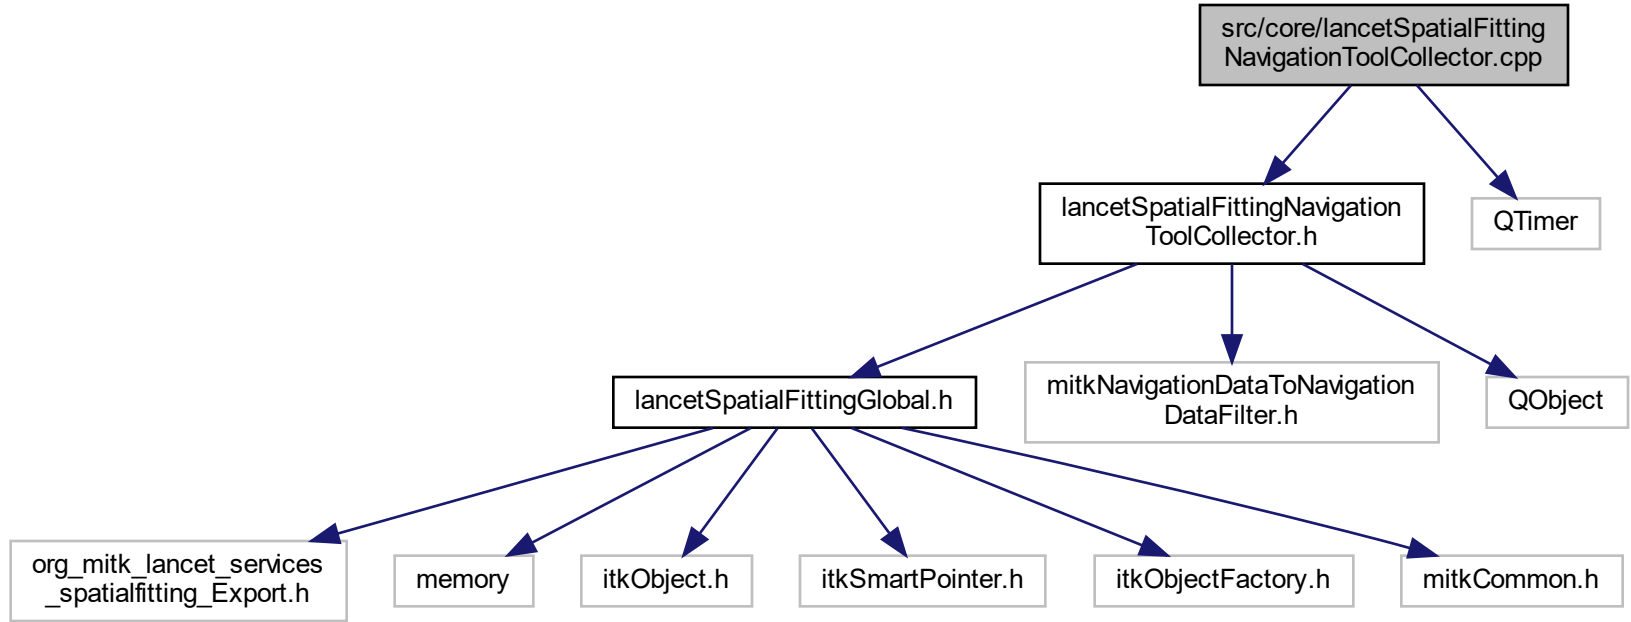 src/core/lancetSpatialFitting
NavigationToolCollector.cpp
lancetSpatialFittingNavigation
ToolCollector.h
QTimer
lancetSpatialFittingGlobal.h
mitkNavigationDataToNavigation
DataFilter.h
QObject
org_mitk_lancet_services
_spatialfitting_Export.h
memory
itkObject.h
itkSmartPointer.h
itkObjectFactory.h
mitkCommon.h